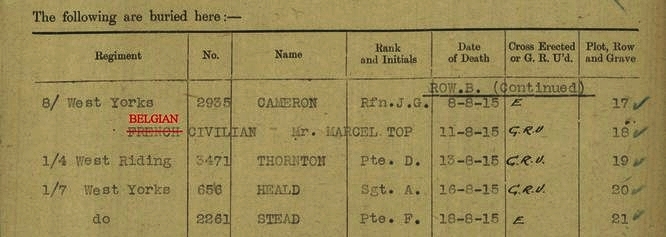 The following are buried here :—
Regiment No. Name Rank and Initials Date of Death Cross Erected or G. R. U'd. Plot, Row and Grave
ROW.B. (Continued)
8/ West Yorks 2935 CAMERON Rfn.J.G. 8-8-15 E 17 ✓
BELGIAN
FRENCH CIVILIAN Mr. MARCEL TOP 11-8-15 G.R.U 18 ✓
1/4 West Riding 3471 THORNTON Pte. D. 13-8-15 G.R.U. 19 ✓
1/7 West Yorks 656 HEALD Sgt. A. 16-8-15 G.R.U. 20 ✓
do 2261 STEAD Pte. F. 18-8-15 E 21 ✓